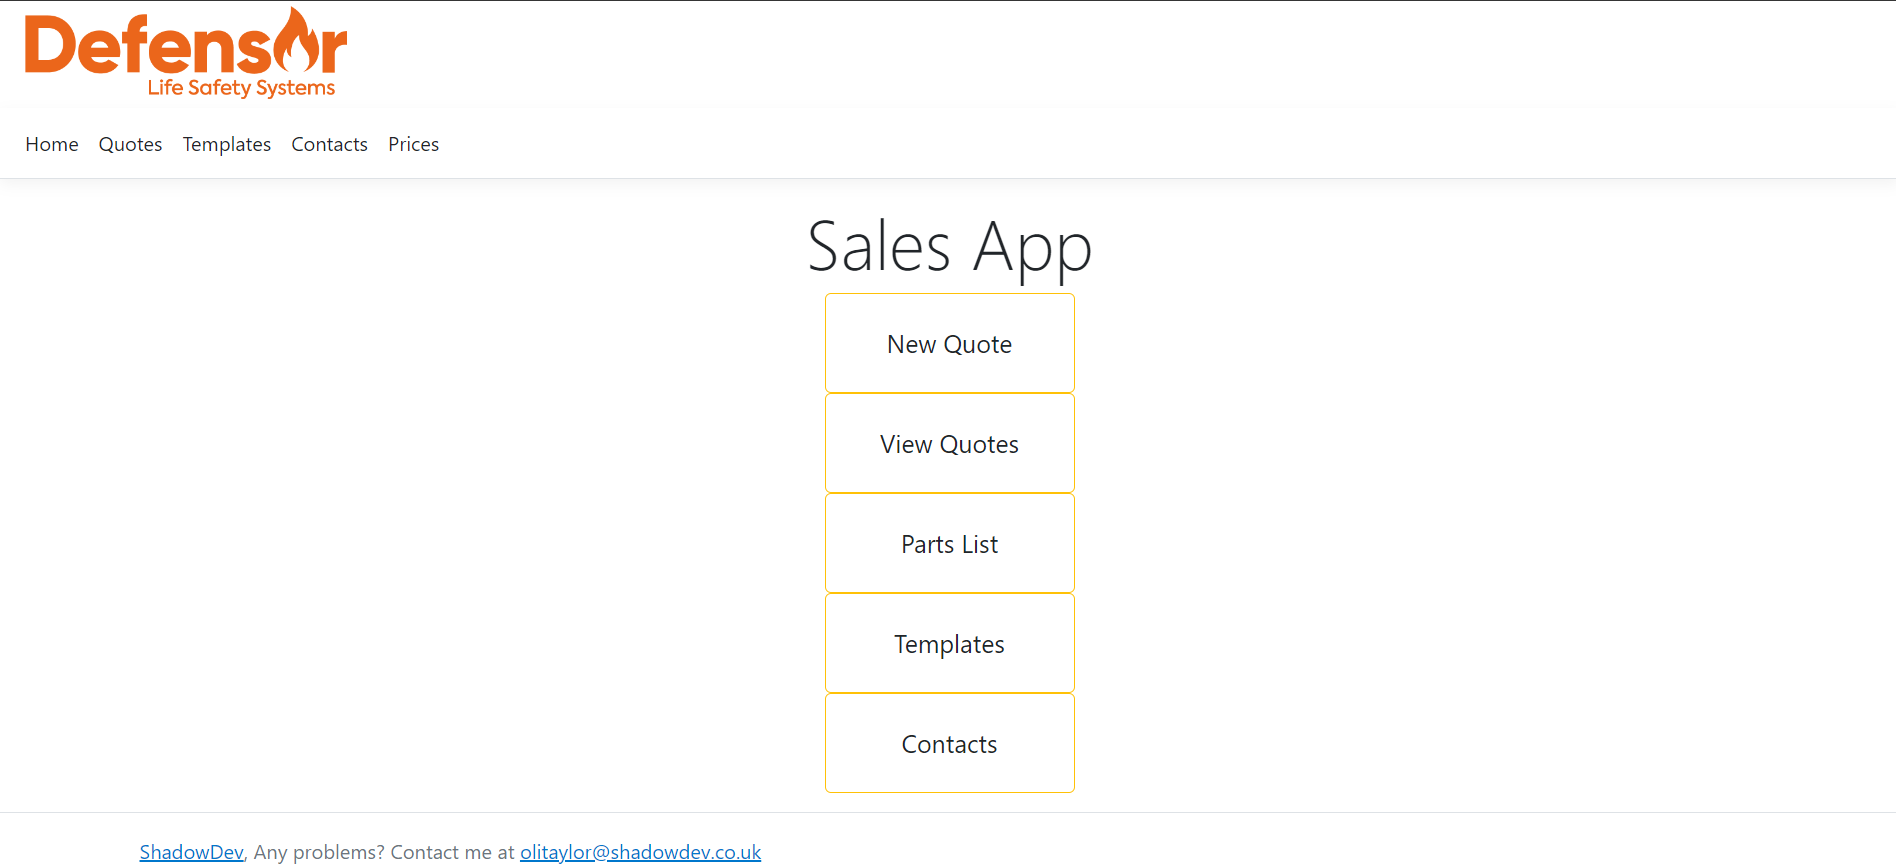 Defensor
Life Safety Systems
Home Quotes Templates Contacts Prices
Sales App
New Quote
View Quotes
Parts List
Templates
Contacts
ShadowDev, Any problems? Contact me at olitaylor@shadowdev.co.uk